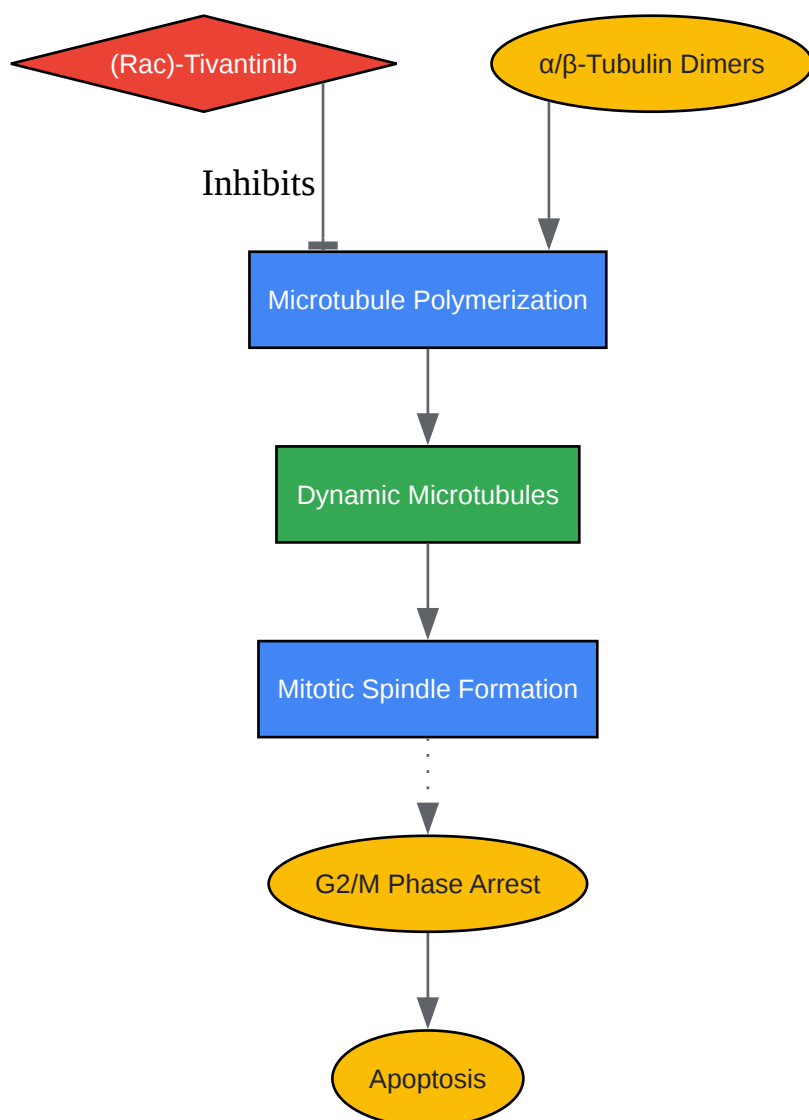 (Rac)-Tivantinib
α/β-Tubulin Dimers
Inhibits
Microtubule Polymerization
Dynamic Microtubules
Mitotic Spindle Formation
G2/M Phase Arrest
Apoptosis